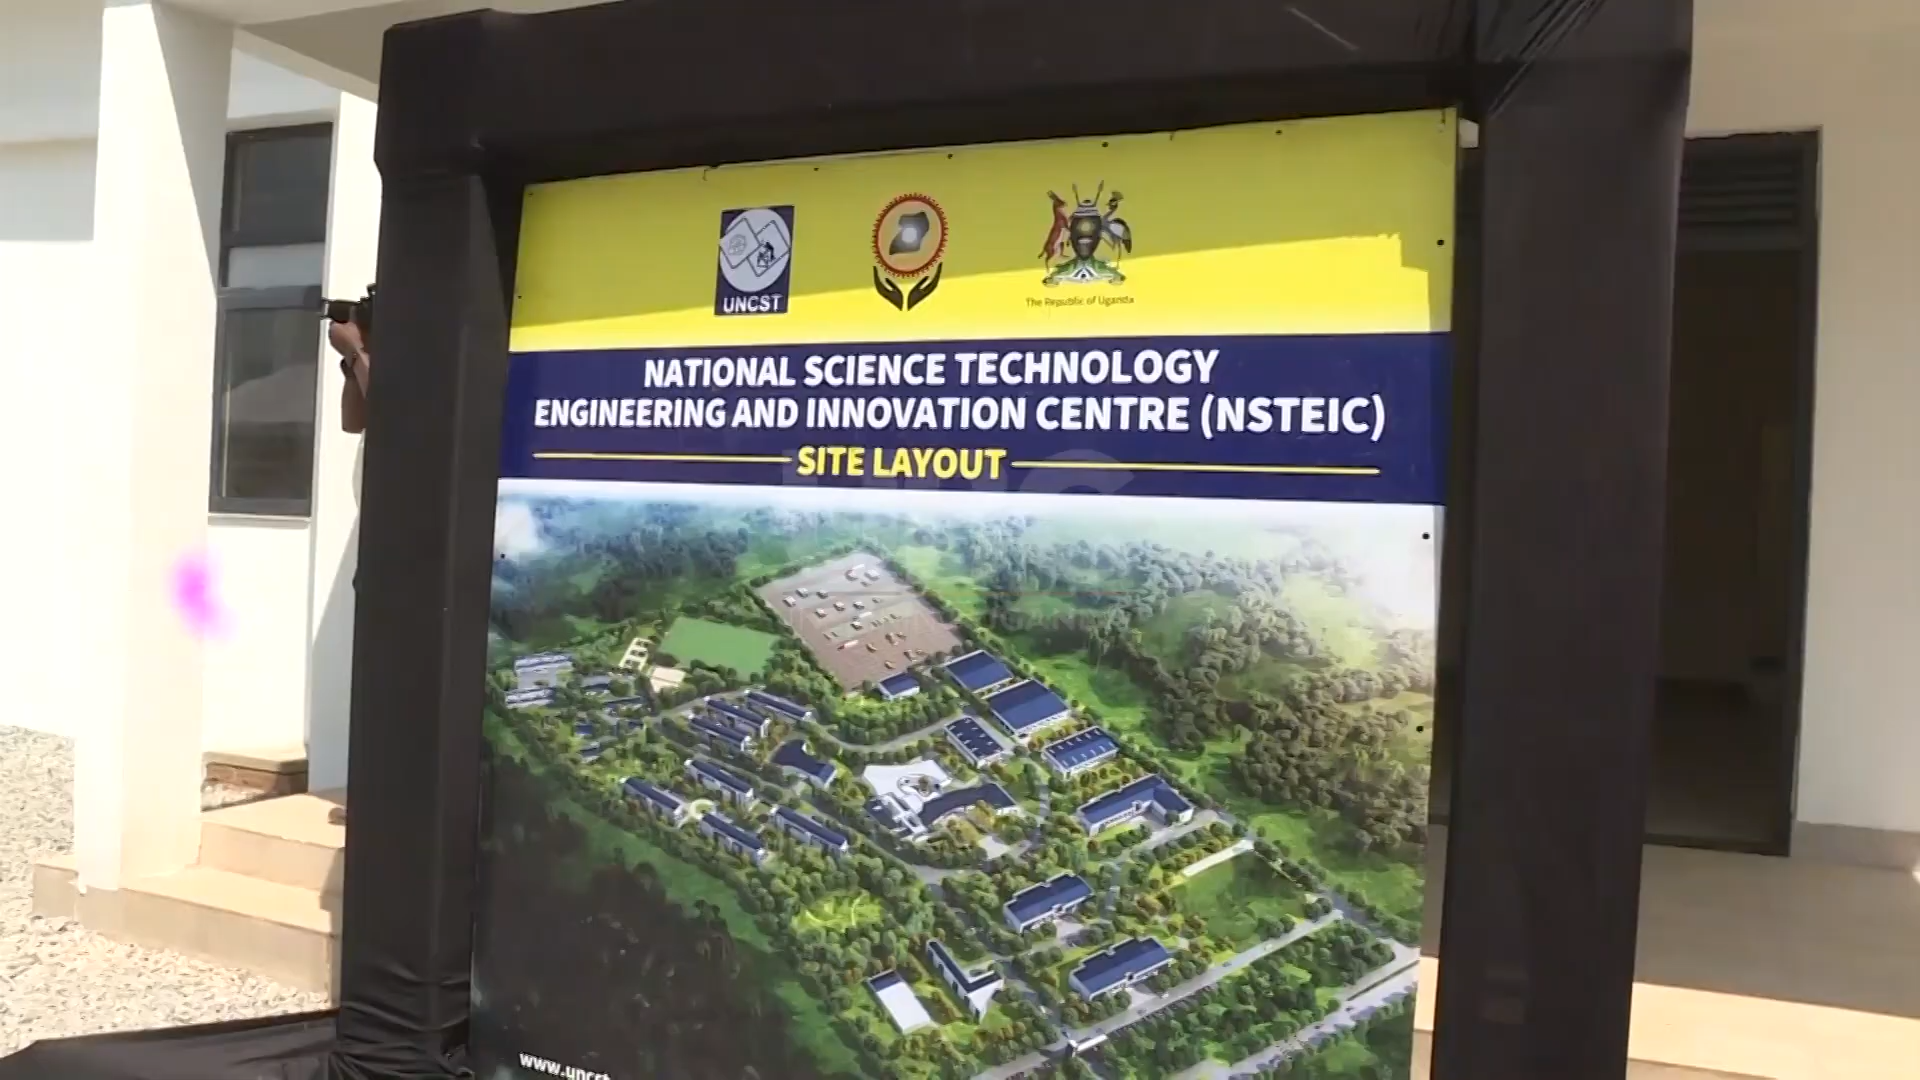 UNCST
The Republic of Uganda
NATIONAL SCIENCE TECHNOLOGY
ENGINEERING AND INNOVATION CENTRE (NSTEIC)
SITE LAYOUT